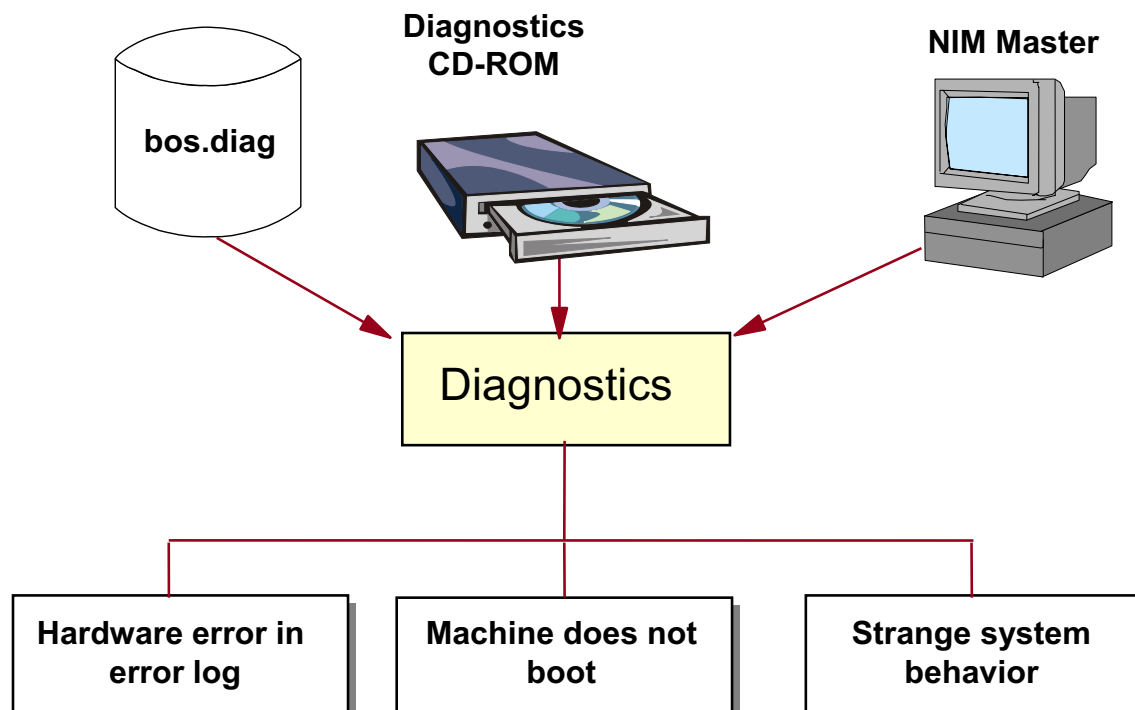 Diagnostics
CD-ROM
NIM Master
bos.diag
Diagnostics
Hardware error in
error log
Machine does not
boot
Strange system
behavior